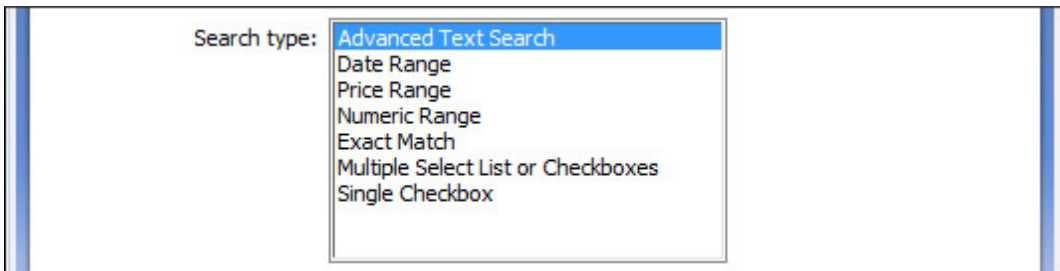 Search type: Advanced Text Search
Date Range
Price Range
Numeric Range
Exact Match
Multiple Select List or Checkboxes
Single Checkbox